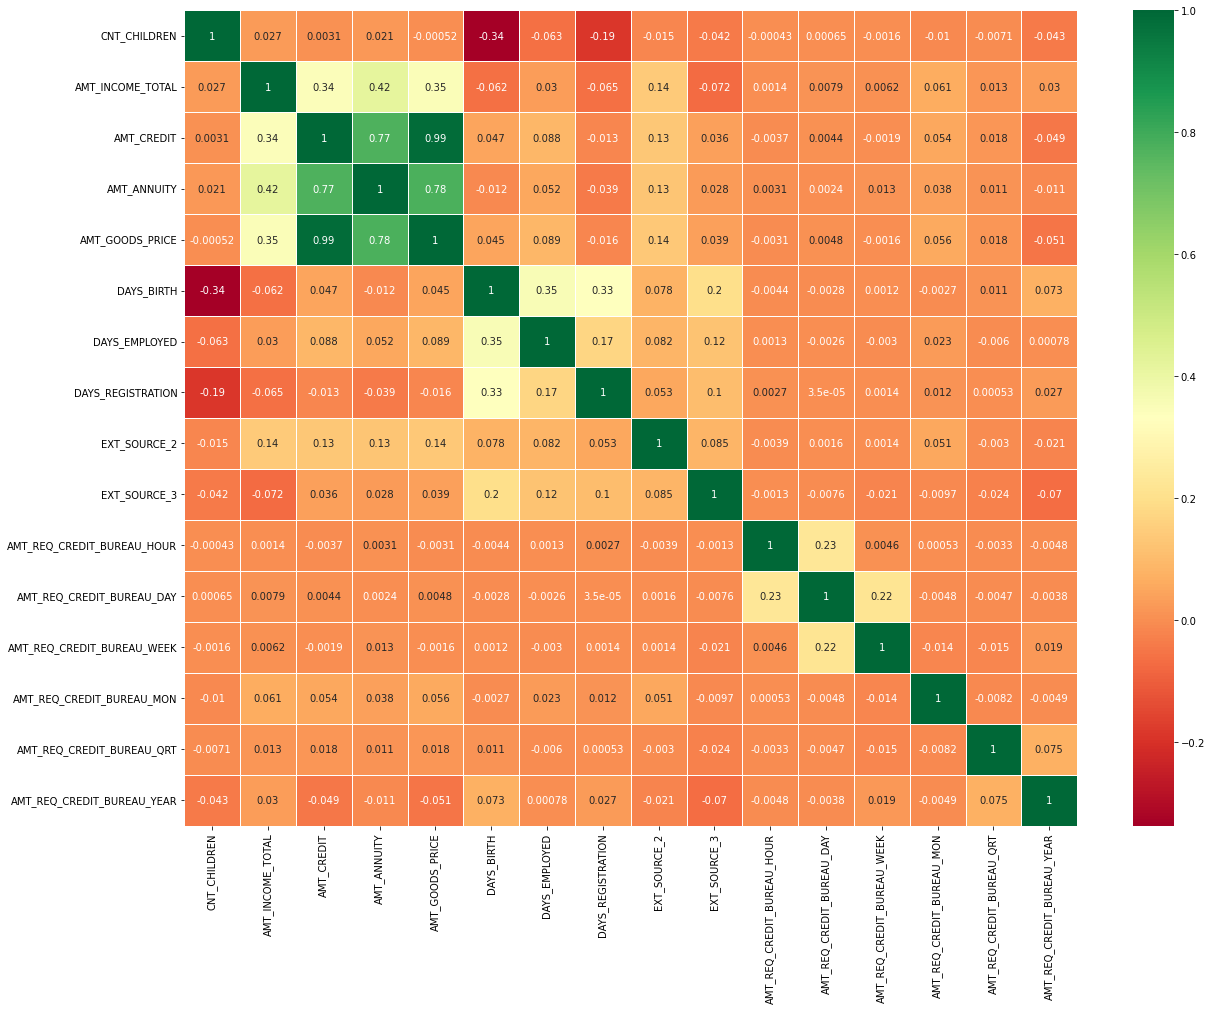 CNT_CHILDREN 1 0.027 0.0031 0.021 -0.00052 -0.34 -0.063 -0.19 -0.015 -0.042 -0.00043 0.00065 -0.0016 -0.01 -0.0071 -0.043
AMT_INCOME_TOTAL 0.027 1 0.34 0.42 0.35 -0.062 0.03 -0.065 0.14 -0.072 0.0014 0.0079 0.0062 0.061 0.013 0.03
AMT_CREDIT 0.0031 0.34 1 0.77 0.99 0.047 0.088 -0.013 0.13 0.036 -0.0037 0.0044 -0.0019 0.054 0.018 -0.049
AMT_ANNUITY 0.021 0.42 0.77 1 0.78 -0.012 0.052 -0.039 0.13 0.028 0.0031 0.0024 0.013 0.038 0.011 -0.011
AMT_GOODS_PRICE -0.00052 0.35 0.99 0.78 1 0.045 0.089 -0.016 0.14 0.039 -0.0031 0.0048 -0.0016 0.056 0.018 -0.051
DAYS_BIRTH -0.34 -0.062 0.047 -0.012 0.045 1 0.35 0.33 0.078 0.2 -0.0044 -0.0028 0.0012 -0.0027 0.011 0.073
DAYS_EMPLOYED -0.063 0.03 0.088 0.052 0.089 0.35 1 0.17 0.082 0.12 0.0013 -0.0026 -0.003 0.023 -0.006 0.00078
DAYS_REGISTRATION -0.19 -0.065 -0.013 -0.039 -0.016 0.33 0.17 1 0.053 0.1 0.0027 3.5e-05 0.0014 0.012 0.00053 0.027
EXT_SOURCE_2 -0.015 0.14 0.13 0.13 0.14 0.078 0.082 0.053 1 0.085 -0.0039 0.0016 0.0014 0.051 -0.003 -0.021
EXT_SOURCE_3 -0.042 -0.072 0.036 0.028 0.039 0.2 0.12 0.1 0.085 1 -0.0013 -0.0076 -0.021 -0.0097 -0.024 -0.07
AMT_REQ_CREDIT_BUREAU_HOUR -0.00043 0.0014 -0.0037 0.0031 -0.0031 -0.0044 0.0013 0.0027 -0.0039 -0.0013 1 0.23 0.0046 0.00053 -0.0033 -0.0048
AMT_REQ_CREDIT_BUREAU_DAY 0.00065 0.0079 0.0044 0.0024 0.0048 -0.0028 -0.0026 3.5e-05 0.0016 -0.0076 0.23 1 0.22 -0.0048 -0.0047 -0.0038
AMT_REQ_CREDIT_BUREAU_WEEK -0.0016 0.0062 -0.0019 0.013 -0.0016 0.0012 -0.003 0.0014 0.0014 -0.021 0.0046 0.22 1 -0.014 -0.015 0.019
AMT_REQ_CREDIT_BUREAU_MON -0.01 0.061 0.054 0.038 0.056 -0.0027 0.023 0.012 0.051 -0.0097 0.00053 -0.0048 -0.014 1 -0.0082 -0.0049
AMT_REQ_CREDIT_BUREAU_QRT -0.0071 0.013 0.018 0.011 0.018 0.011 -0.006 0.00053 -0.003 -0.024 -0.0033 -0.0047 -0.015 -0.0082 1 0.075
AMT_REQ_CREDIT_BUREAU_YEAR -0.043 0.03 -0.049 -0.011 -0.051 0.073 0.00078 0.027 -0.021 -0.07 -0.0048 -0.0038 0.019 -0.0049 0.075 1
CNT_CHILDREN
AMT_INCOME_TOTAL
AMT_CREDIT
AMT_ANNUITY
AMT_GOODS_PRICE
DAYS_BIRTH
DAYS_EMPLOYED
DAYS_REGISTRATION
EXT_SOURCE_2
EXT_SOURCE_3
AMT_REQ_CREDIT_BUREAU_HOUR
AMT_REQ_CREDIT_BUREAU_DAY
AMT_REQ_CREDIT_BUREAU_WEEK
AMT_REQ_CREDIT_BUREAU_MON
AMT_REQ_CREDIT_BUREAU_QRT
AMT_REQ_CREDIT_BUREAU_YEAR
1.0
0.8
0.6
0.4
0.2
0.0
−0.2